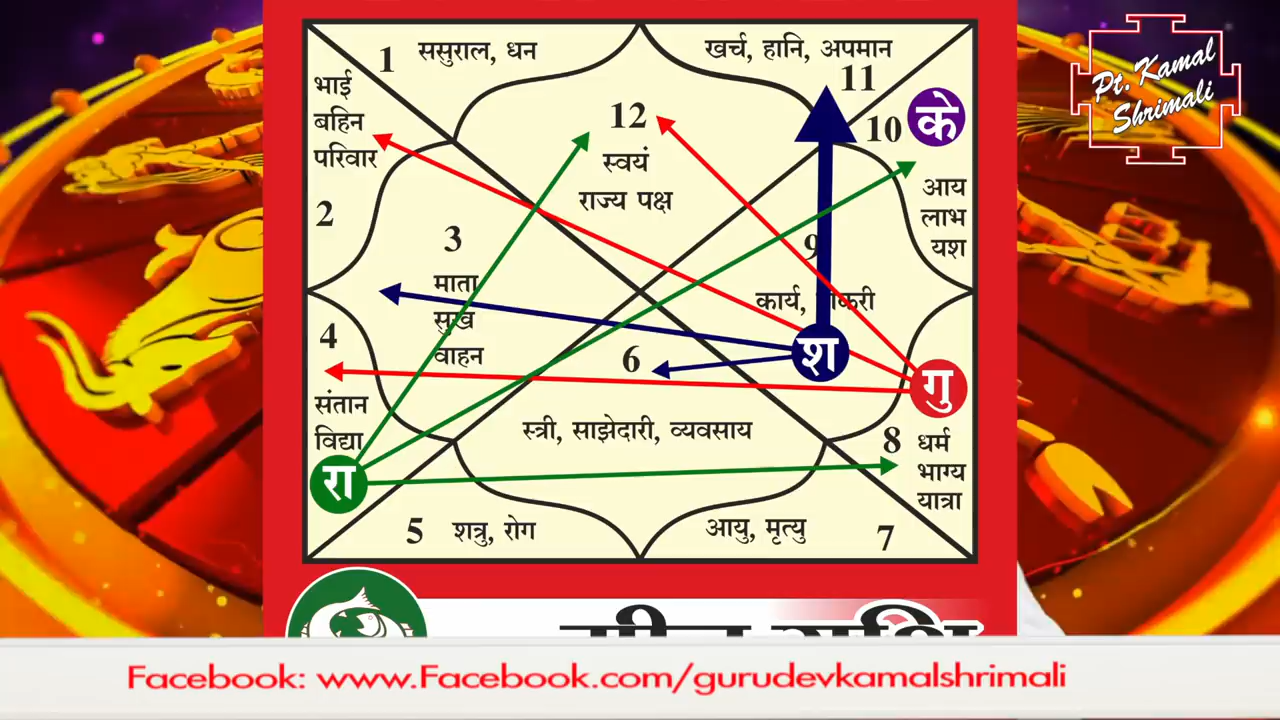 1 ससुराल, धन
खर्च, हानि, अपमान
11
Pt. Kamal
Shrimali
भाई
बहिन
परिवार
12
स्वयं
राज्य पक्ष
10 के
आय
लाभ
यश
2
3
माता
सुख
वाहन
9
कार्य,
श
4
6
गु
संतान
विद्या
रा
स्त्री, साझेदारी, व्यवसाय
8 धर्म
भाग्य
यात्रा
5 शत्रु, रोग
आयु, मृत्यु
7
Facebook: www.Facebook.com/gurudevkamalshrimali